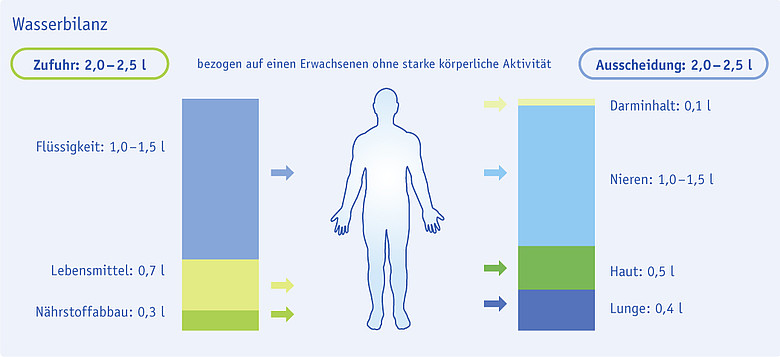 Wasserbilanz
Zufuhr: 2,0–2,5 l
bezogen auf einen Erwachsenen ohne starke körperliche Aktivität
Ausscheidung: 2,0–2,5 l
Flüssigkeit: 1,0–1,5 l
Lebensmittel: 0,7 l
Nährstoffabbau: 0,3 l
Darminhalt: 0,1 l
Nieren: 1,0–1,5 l
Haut: 0,5 l
Lunge: 0,4 l